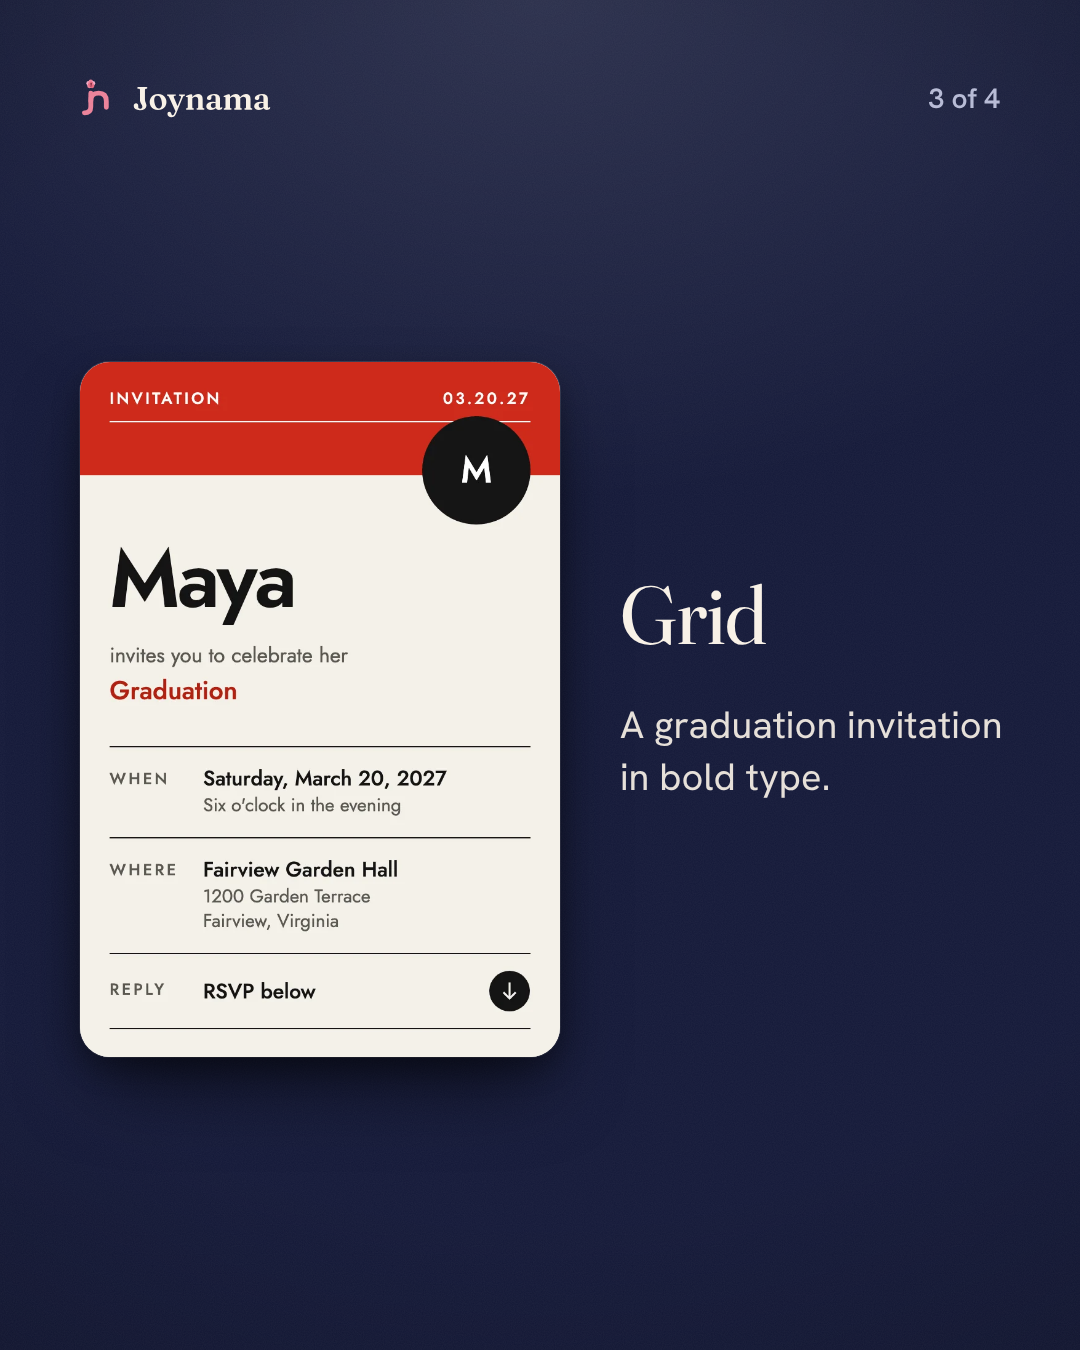 Joynama
3 of 4
INVITATION
03.20.27
M
Maya
invites you to celebrate her
Graduation
WHEN
Saturday, March 20, 2027
Six o'clock in the evening
WHERE
Fairview Garden Hall
1200 Garden Terrace
Fairview, Virginia
REPLY
RSVP below
Grid
A graduation invitation
in bold type.